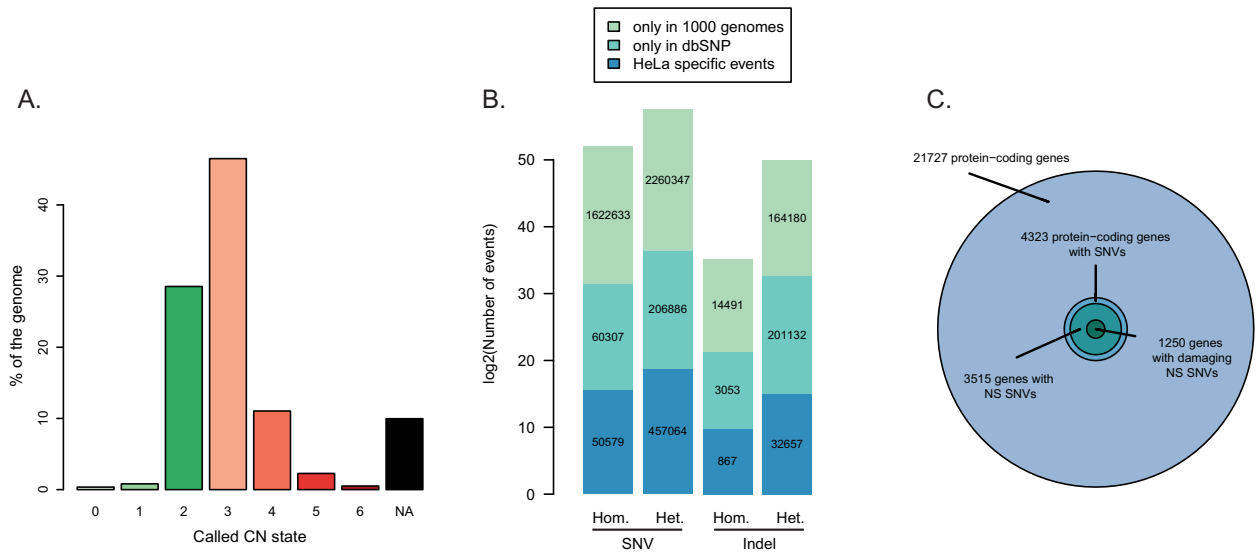 only in 1000 genomes
only in dbSNP
HeLa specific events
A.
% of the genome
40
30
20
10
0
0 1 2 3 4 5 6 NA
Called CN state
B.
log2(Number of events)
50
40
30
20
10
0
1622633
60307
50579
2260347
206886
457064
14491
3053
867
164180
201132
32657
Hom. Het. Hom. Het.
SNV Indel
C.
21727 protein−coding genes
4323 protein−coding genes
with SNVs
3515 genes with
NS SNVs
1250 genes
with damaging
NS SNVs